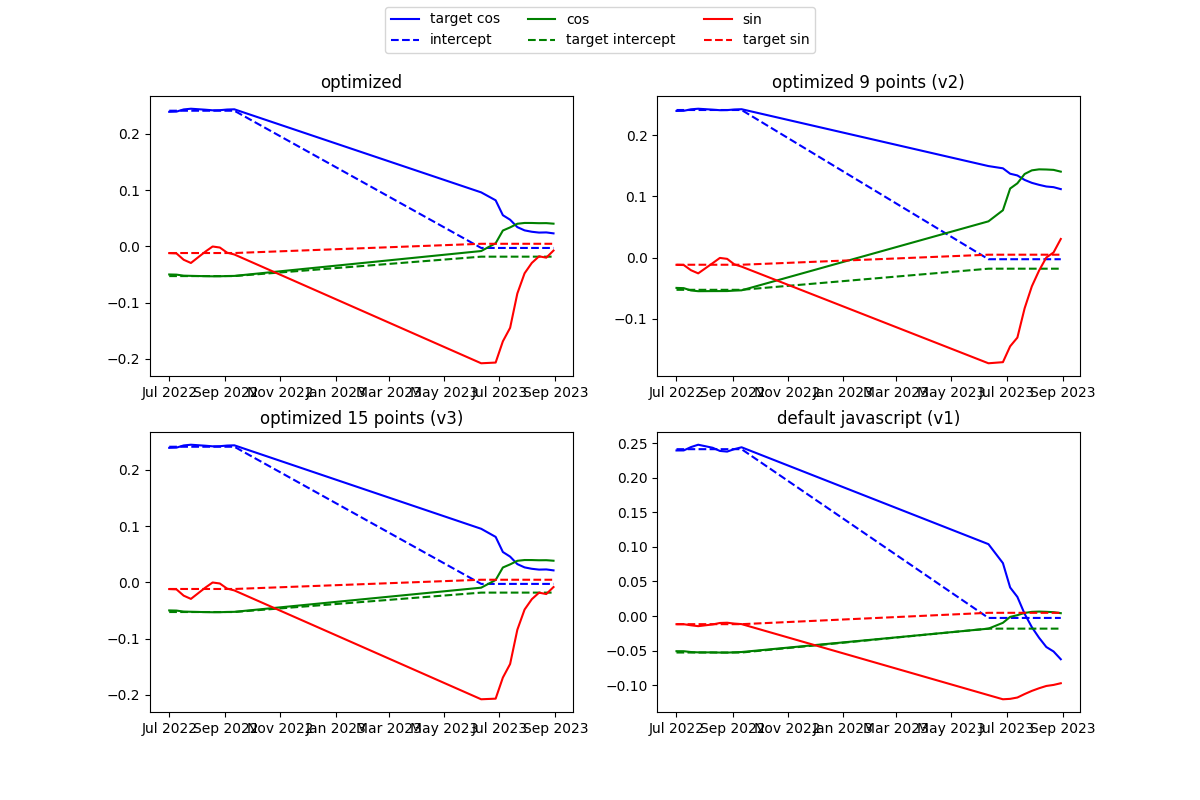 target cos cos sin
intercept target intercept target sin
optimized
optimized 9 points (v2)
0.2
0.1
0.0
−0.1
−0.2
Jul 2022 Sep 2022 Nov 2022 Jan 2023 Mar 2023 May 2023 Jul 2023 Sep 2023
0.2
0.1
0.0
−0.1
Jul 2022 Sep 2022 Nov 2022 Jan 2023 Mar 2023 May 2023 Jul 2023 Sep 2023
optimized 15 points (v3)
default javascript (v1)
0.2
0.1
0.0
−0.1
−0.2
Jul 2022 Sep 2022 Nov 2022 Jan 2023 Mar 2023 May 2023 Jul 2023 Sep 2023
0.25
0.20
0.15
0.10
0.05
0.00
−0.05
−0.10
Jul 2022 Sep 2022 Nov 2022 Jan 2023 Mar 2023 May 2023 Jul 2023 Sep 2023